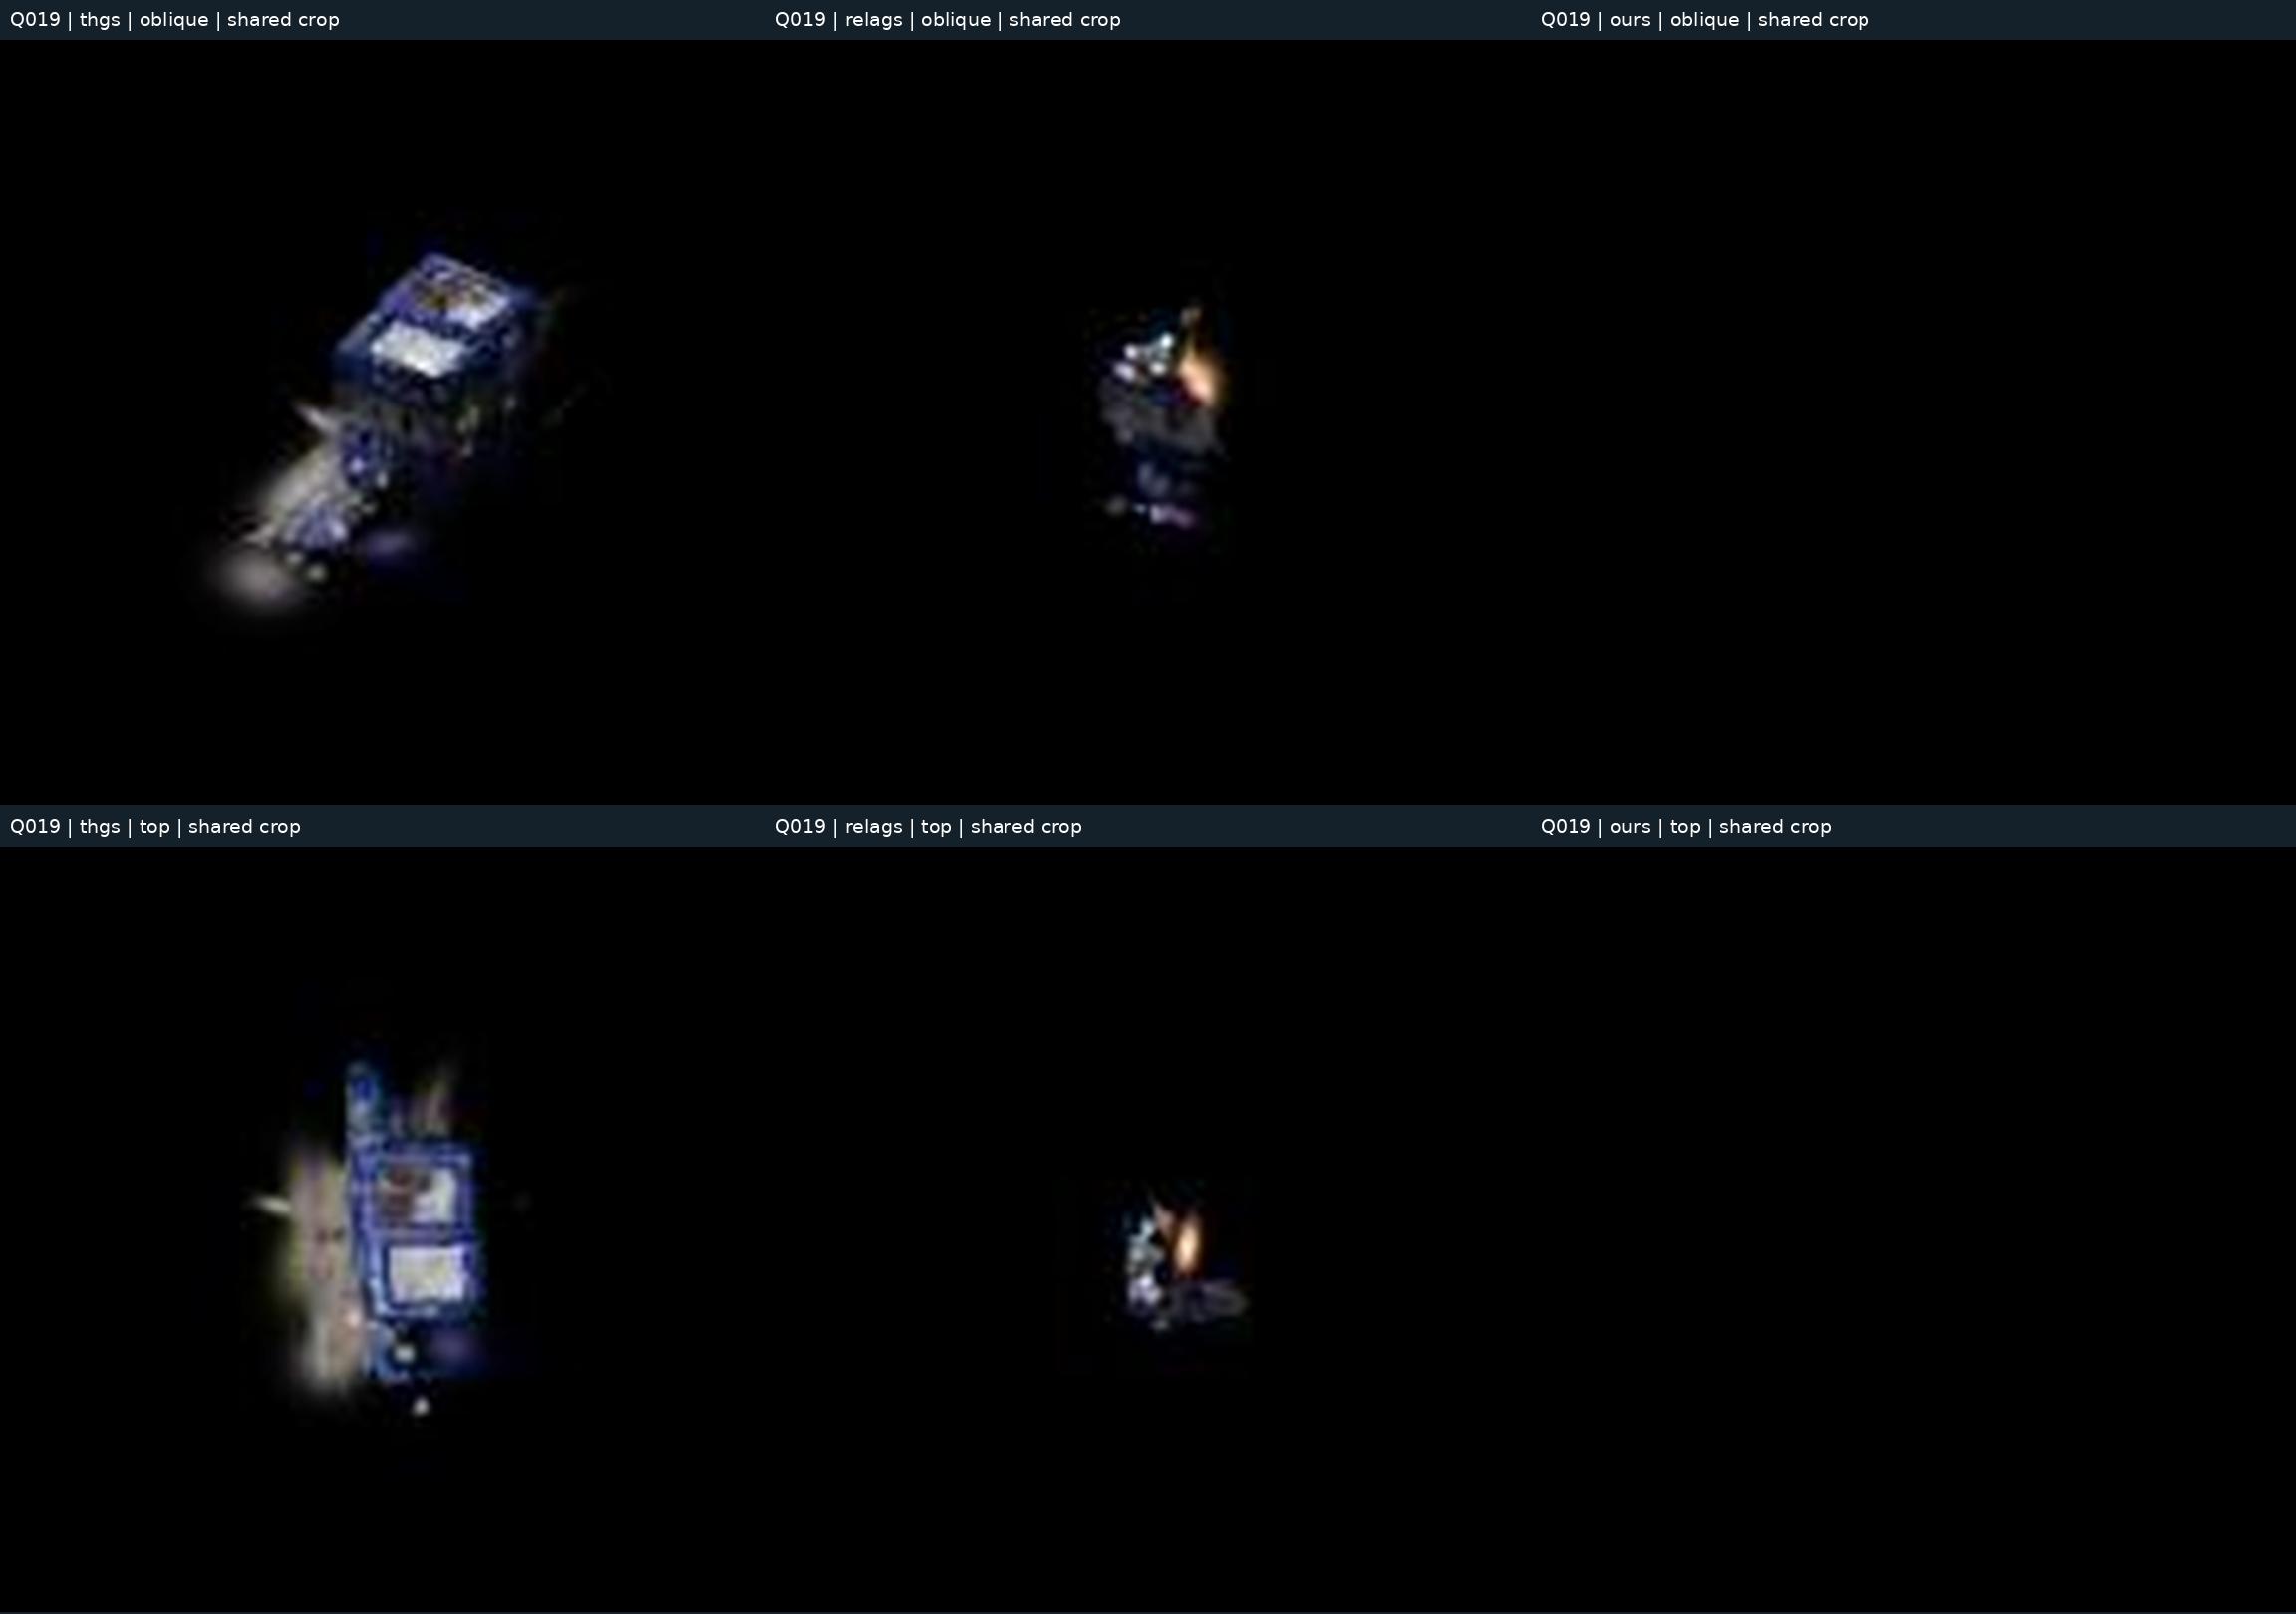 Q019 | thgs | oblique | shared crop
Q019 | relags | oblique | shared crop
Q019 | ours | oblique | shared crop
Q019 | thgs | top | shared crop
Q019 | relags | top | shared crop
Q019 | ours | top | shared crop